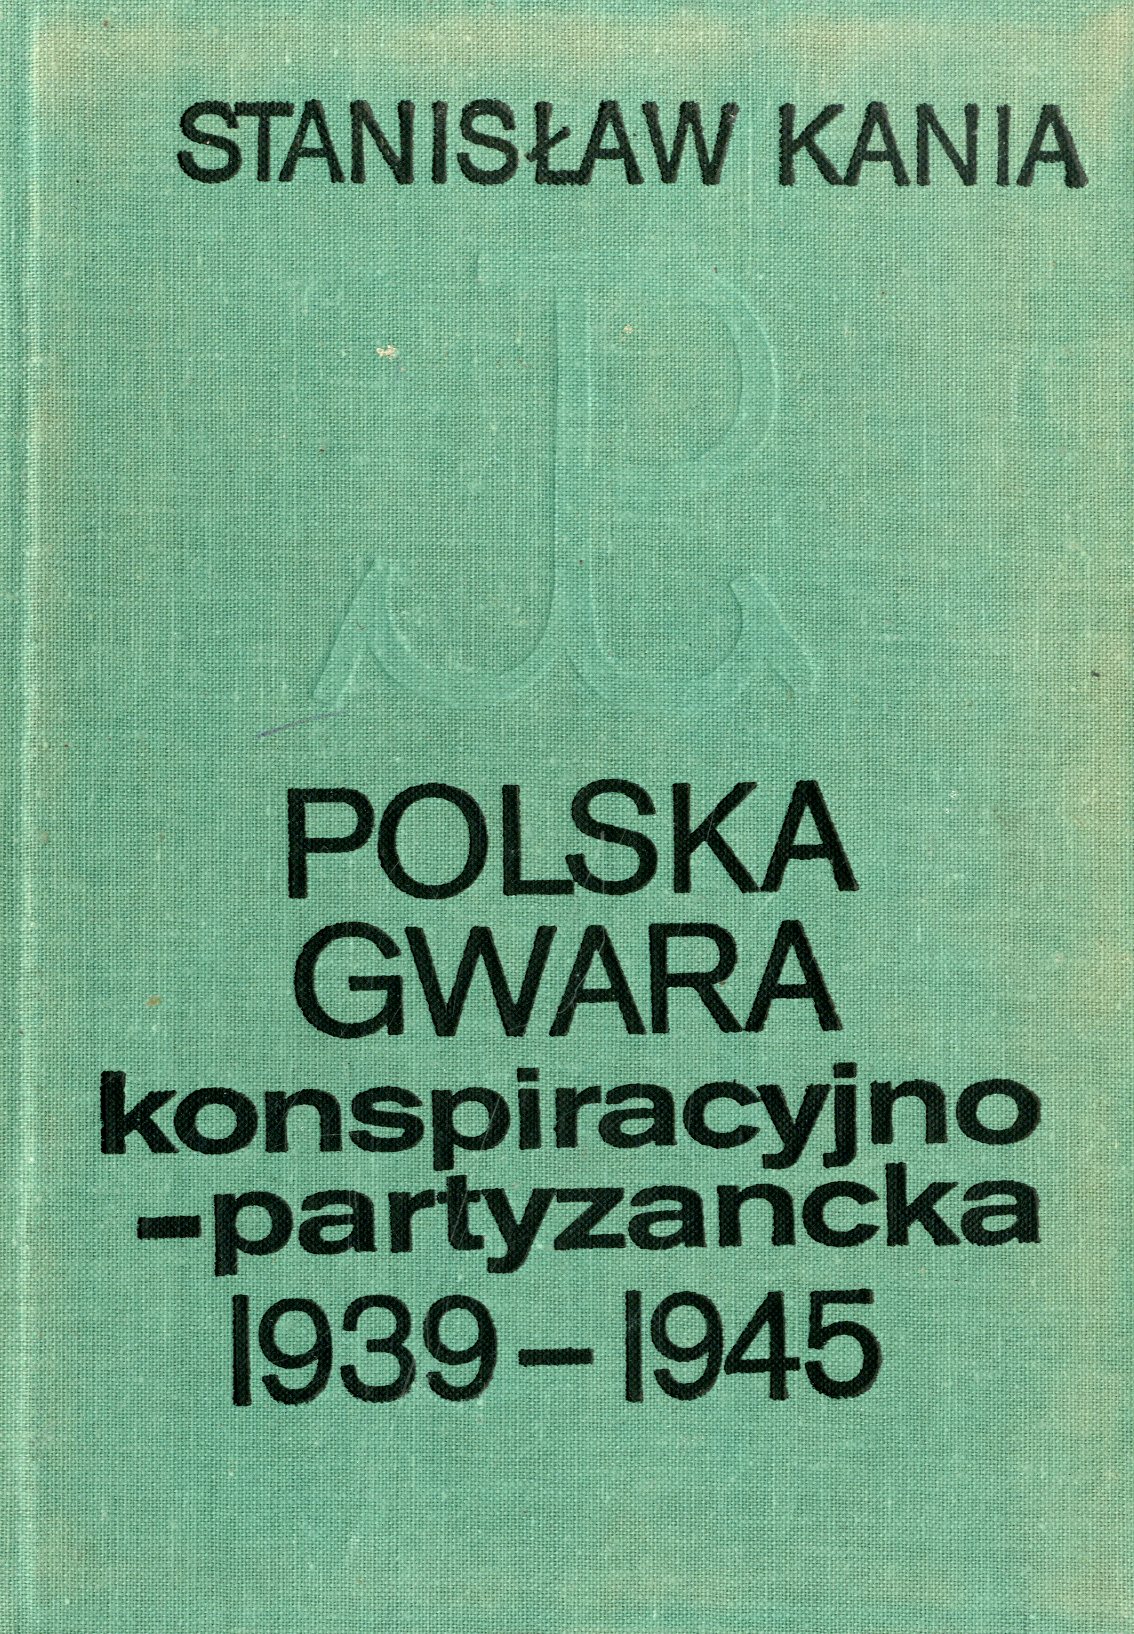 STANISŁAW KANIA
POLSKA
GWARA
konspiracyjno
-partyzancka
1939-1945